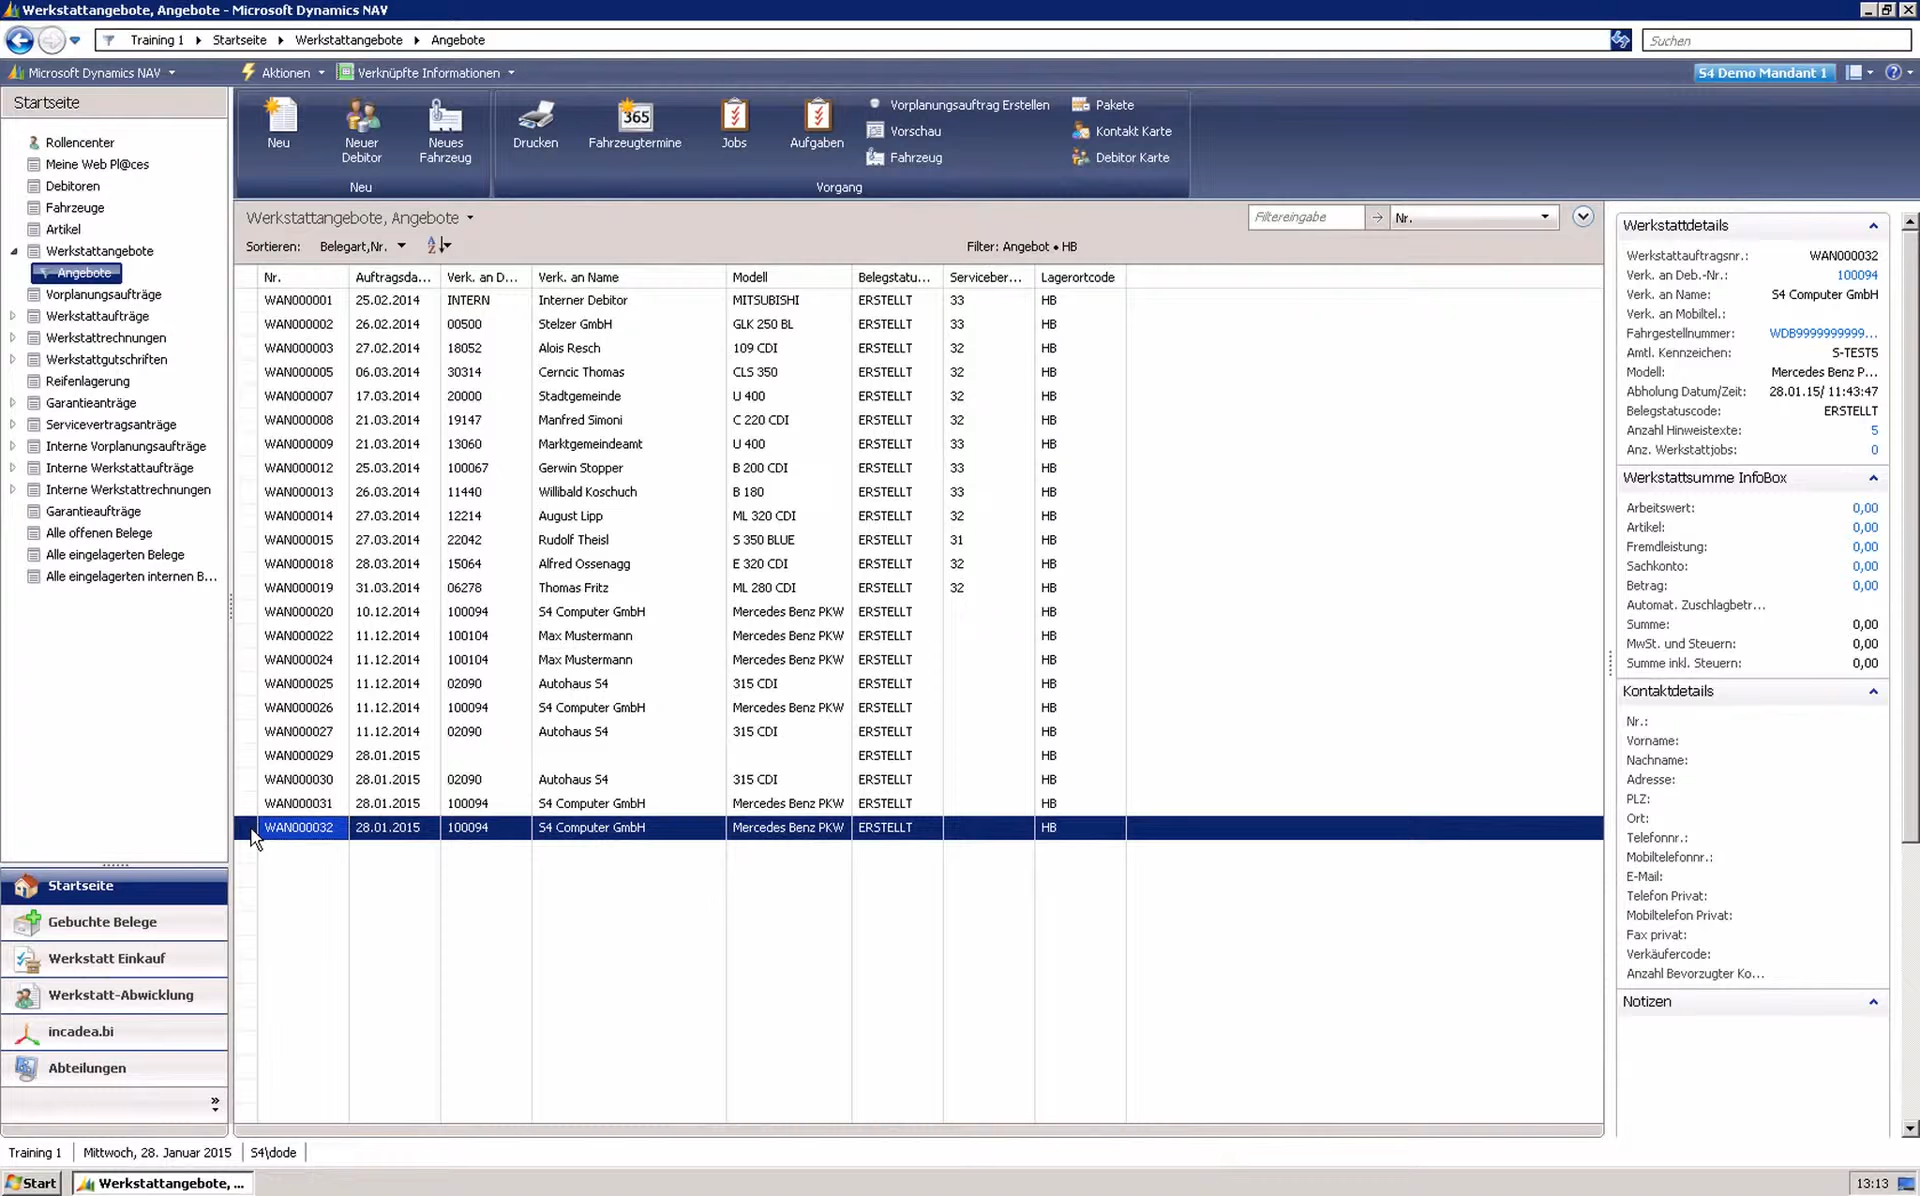 Werkstattangebote, Angebote - Microsoft Dynamics NAV
Training 1 Startseite Werkstattangebote Angebote
Suchen
Microsoft Dynamics NAV Aktionen Verknüpfte Informationen S4 Demo Mandant 1
Startseite
Rollencenter
Meine Web Pl@ces
Debitoren
Fahrzeuge
Artikel
Werkstattangebote
Angebote
Vorplanungsaufträge
Werkstattaufträge
Werkstattrechnungen
Werkstattgutschriften
Reifenlagerung
Garantieanträge
Servicevertragsanträge
Interne Vorplanungsaufträge
Interne Werkstattaufträge
Interne Werkstattrechnungen
Garantieaufträge
Alle offenen Belege
Alle eingelagerten Belege
Alle eingelagerten internen B...
Startseite
Gebuchte Belege
Werkstatt Einkauf
Werkstatt-Abwicklung
incadea.bi
Abteilungen
Neu
Neuer Debitor
Neues Fahrzeug
Neu
Drucken
365
Fahrzeugtermine
Jobs
Aufgaben
Vorplanungsauftrag Erstellen
Vorschau
Fahrzeug
Pakete
Kontakt Karte
Debitor Karte
Vorgang
Werkstattangebote, Angebote
Filtereingabe Nr.
Sortieren: Belegart,Nr. Filter: Angebot • HB
Nr. Auftragsda... Verk. an D... Verk. an Name Modell Belegstatu... Serviceber... Lagerortcode
WAN000001 25.02.2014 INTERN Interner Debitor MITSUBISHI ERSTELLT 33 HB
WAN000002 26.02.2014 00500 Stelzer GmbH GLK 250 BL ERSTELLT 33 HB
WAN000003 27.02.2014 18052 Alois Resch 109 CDI ERSTELLT 32 HB
WAN000005 06.03.2014 30314 Cerncic Thomas CLS 350 ERSTELLT 32 HB
WAN000007 17.03.2014 20000 Stadtgemeinde U 400 ERSTELLT 32 HB
WAN000008 21.03.2014 19147 Manfred Simoni C 220 CDI ERSTELLT 32 HB
WAN000009 21.03.2014 13060 Marktgemeindeamt U 400 ERSTELLT 33 HB
WAN000012 25.03.2014 100067 Gerwin Stopper B 200 CDI ERSTELLT 33 HB
WAN000013 26.03.2014 11440 Willibald Koschuch B 180 ERSTELLT 33 HB
WAN000014 27.03.2014 12214 August Lipp ML 320 CDI ERSTELLT 32 HB
WAN000015 27.03.2014 22042 Rudolf Theisl S 350 BLUE ERSTELLT 31 HB
WAN000018 28.03.2014 15064 Alfred Ossenagg E 320 CDI ERSTELLT 32 HB
WAN000019 31.03.2014 06278 Thomas Fritz ML 280 CDI ERSTELLT 32 HB
WAN000020 10.12.2014 100094 S4 Computer GmbH Mercedes Benz PKW ERSTELLT HB
WAN000022 11.12.2014 100104 Max Mustermann Mercedes Benz PKW ERSTELLT HB
WAN000024 11.12.2014 100104 Max Mustermann Mercedes Benz PKW ERSTELLT HB
WAN000025 11.12.2014 02090 Autohaus S4 315 CDI ERSTELLT HB
WAN000026 11.12.2014 100094 S4 Computer GmbH Mercedes Benz PKW ERSTELLT HB
WAN000027 11.12.2014 02090 Autohaus S4 315 CDI ERSTELLT HB
WAN000029 28.01.2015 ERSTELLT HB
WAN000030 28.01.2015 02090 Autohaus S4 315 CDI ERSTELLT HB
WAN000031 28.01.2015 100094 S4 Computer GmbH Mercedes Benz PKW ERSTELLT HB
WAN000032 28.01.2015 100094 S4 Computer GmbH Mercedes Benz PKW ERSTELLT HB
Werkstattdetails
Werkstattauftragsnr.: WAN000032
Verk. an Deb.-Nr.: 100094
Verk. an Name: S4 Computer GmbH
Verk. an Mobiltel.:
Fahrgestellnummer: WDB9999999999...
Amtl. Kennzeichen: S-TEST5
Modell: Mercedes Benz P...
Abholung Datum/Zeit: 28.01.15/ 11:43:47
Belegstatuscode: ERSTELLT
Anzahl Hinweistexte: 5
Anz. Werkstattjobs: 0
Werkstattsumme InfoBox
Arbeitswert: 0,00
Artikel: 0,00
Fremdleistung: 0,00
Sachkonto: 0,00
Betrag: 0,00
Automat. Zuschlagbetr...
Summe: 0,00
MwSt. und Steuern: 0,00
Summe inkl. Steuern: 0,00
Kontaktdetails
Nr.:
Vorname:
Nachname:
Adresse:
PLZ:
Ort:
Telefonnr.:
Mobiltelefonnr.:
E-Mail:
Telefon Privat:
Mobiltelefon Privat:
Fax privat:
Verkäufercode:
Anzahl Bevorzugter Ko...
Notizen
Training 1 Mittwoch, 28. Januar 2015 S4\dode
Start Werkstattangebote, ... 13:13